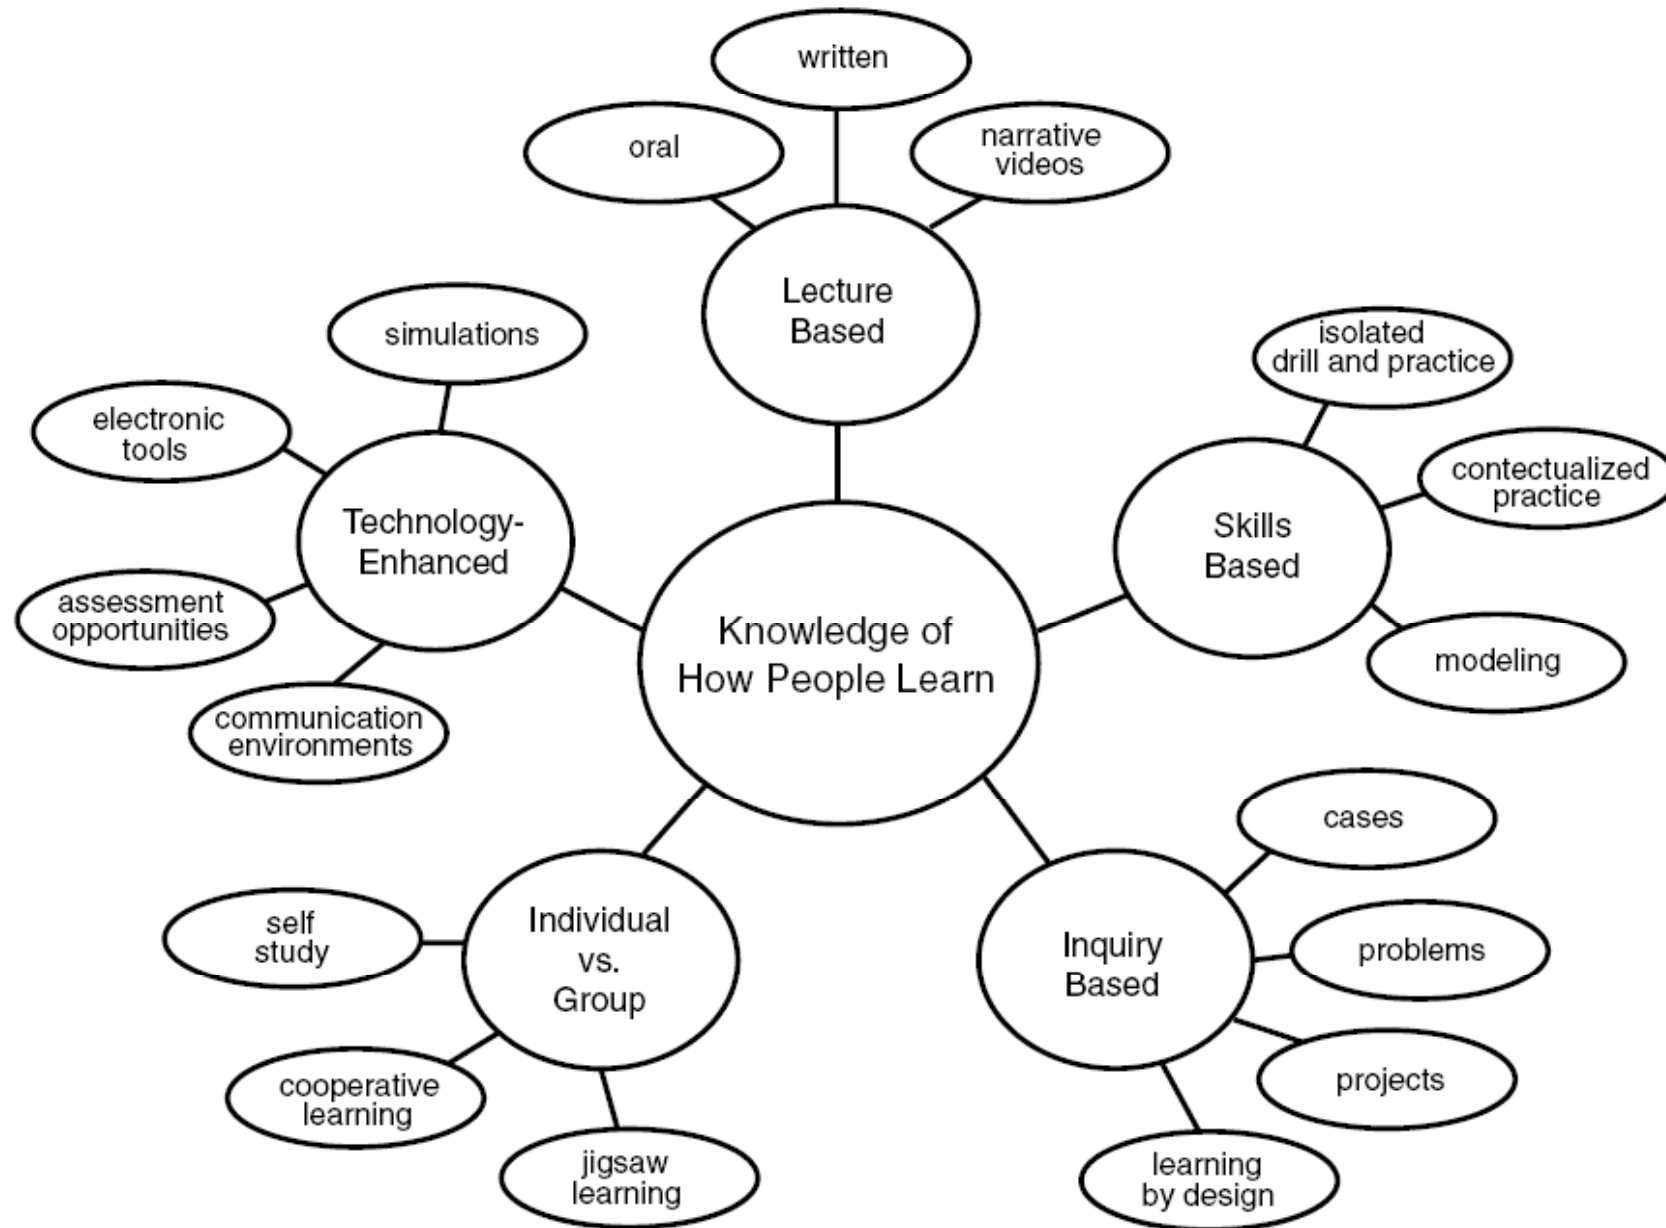 written
oral
narrative
videos
Lecture
Based
simulations
electronic
tools
assessment
opportunities
communication
environments
Technology-
Enhanced
isolated
drill and practice
contectualized
practice
modeling
Skills
Based
Knowledge of
How People Learn
self
study
cooperative
learning
jigsaw
learning
Individual
vs.
Group
Inquiry
Based
cases
problems
projects
learning
by design